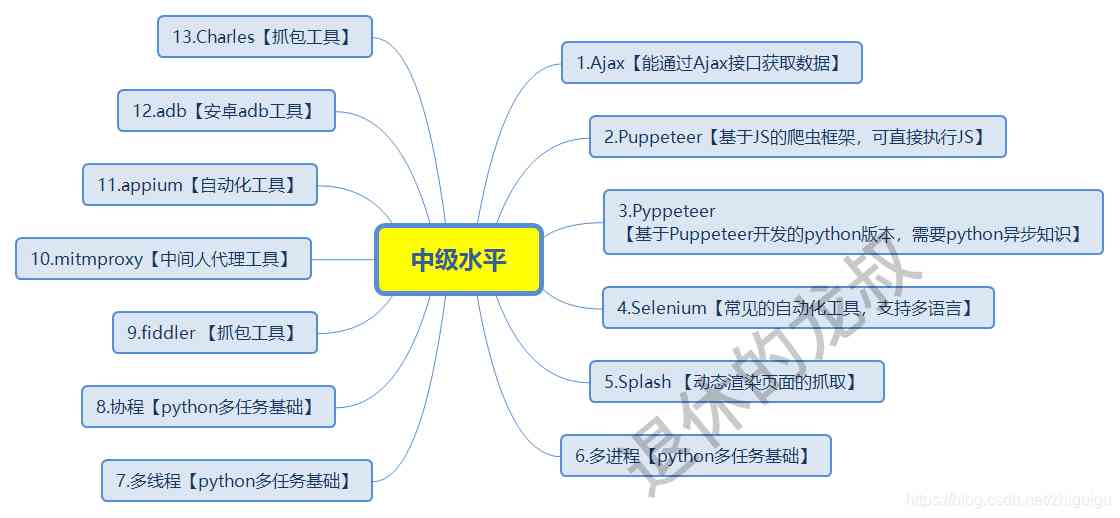 中级水平
1.Ajax【能通过Ajax接口获取数据】
2.Puppeteer【基于JS的爬虫框架，可直接执行JS】
3.Pyppeteer
【基于Puppeteer开发的python版本，需要python异步知识】
4.Selenium【常见的自动化工具，支持多语言】
5.Splash 【动态渲染页面的抓取】
6.多进程【python多任务基础】
7.多线程【python多任务基础】
8.协程【python多任务基础】
9.fiddler 【抓包工具】
10.mitmproxy【中间人代理工具】
11.appium【自动化工具】
12.adb【安卓adb工具】
13.Charles【抓包工具】
退休的龙叔
https://blog.csdn.net/zhiguigu